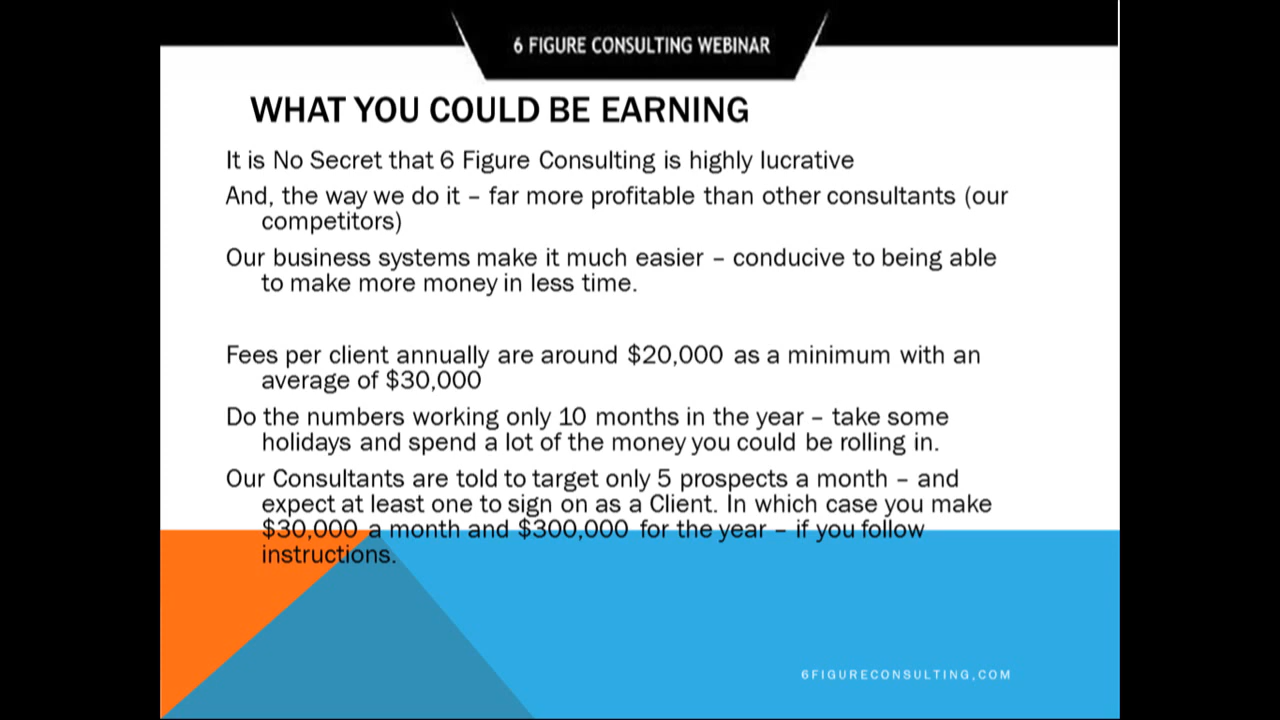 6 FIGURE CONSULTING WEBINAR
WHAT YOU COULD BE EARNING
It is No Secret that 6 Figure Consulting is highly lucrative
And, the way we do it – far more profitable than other consultants (our
competitors)
Our business systems make it much easier – conducive to being able
to make more money in less time.
Fees per client annually are around $20,000 as a minimum with an
average of $30,000
Do the numbers working only 10 months in the year – take some
holidays and spend a lot of the money you could be rolling in.
Our Consultants are told to target only 5 prospects a month – and
expect at least one to sign on as a Client. In which case you make
$30,000 a month and $300,000 for the year – if you follow
instructions.
6FIGURECONSULTING,COM